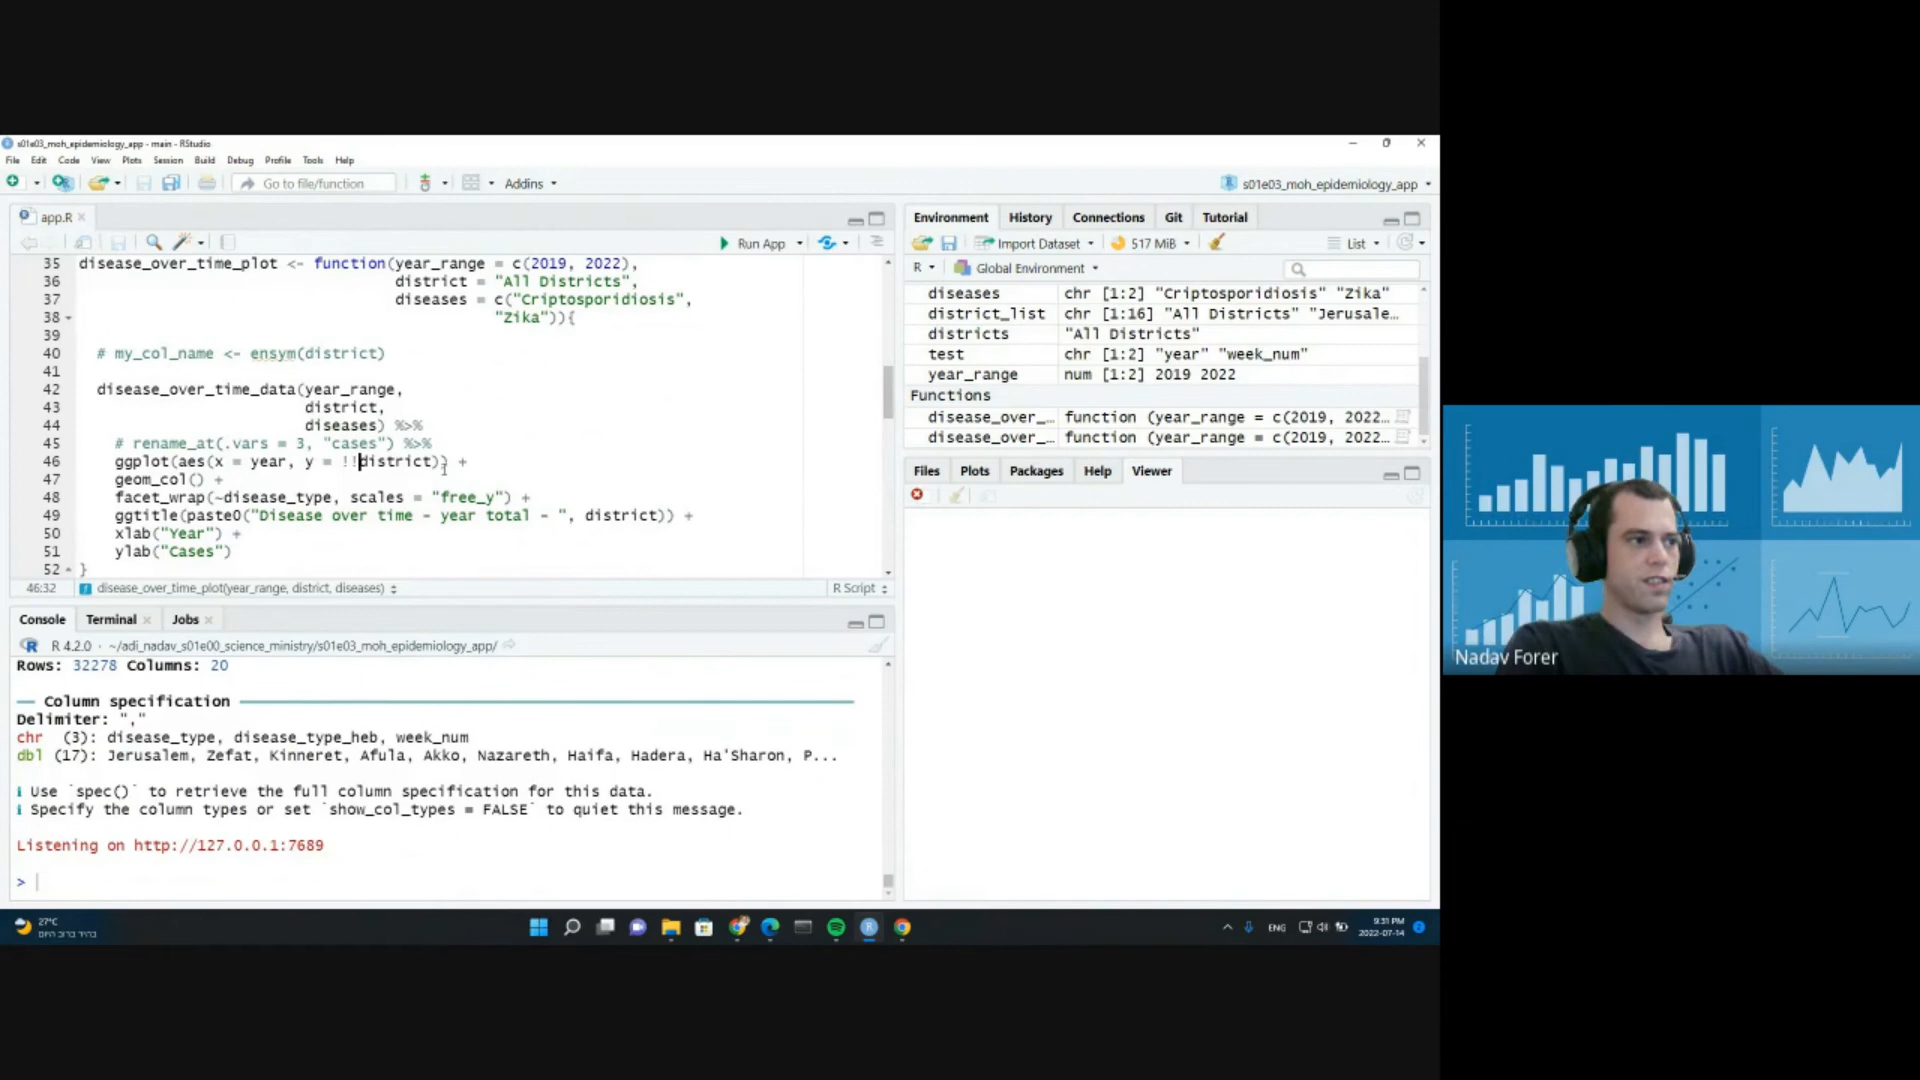 s01e03_moh_epidemiology_app - main - RStudio
File Edit Code View Plots Session Build Debug Profile Tools Help
Go to file/function
Addins
s01e03_moh_epidemiology_app
app.R
Run App
35 disease_over_time_plot <- function(year_range = c(2019, 2022),
36 district = "All Districts",
37 diseases = c("Criptosporidiosis",
38 "Zika")){
39
40 # my_col_name <- ensym(district)
41
42 disease_over_time_data(year_range,
43 district,
44 diseases) %>%
45 # rename_at(.vars = 3, "cases") %>%
46 ggplot(aes(x = year, y = !!district)) +
47 geom_col() +
48 facet_wrap(~disease_type, scales = "free_y") +
49 ggtitle(paste0("Disease over time - year total - ", district)) +
50 xlab("Year") +
51 ylab("Cases")
52 }
46:32 disease_over_time_plot(year_range, district, diseases)
R Script
Console Terminal Jobs
R 4.2.0 · ~/adi_nadav_s01e00_science_ministry/s01e03_moh_epidemiology_app/
Rows: 32278 Columns: 20
Column specification
Delimiter: ","
chr (3): disease_type, disease_type_heb, week_num
dbl (17): Jerusalem, Zefat, Kinneret, Afula, Akko, Nazareth, Haifa, Hadera, Ha'Sharon, P...
i Use `spec()` to retrieve the full column specification for this data.
i Specify the column types or set `show_col_types = FALSE` to quiet this message.
Listening on http://127.0.0.1:7689
>
Environment History Connections Git Tutorial
Import Dataset
517 MiB
List
R
Global Environment
diseases chr [1:2] "Criptosporidiosis" "Zika"
district_list chr [1:16] "All Districts" "Jerusale…
districts "All Districts"
test chr [1:2] "year" "week_num"
year_range num [1:2] 2019 2022
Functions
disease_over_… function (year_range = c(2019, 2022…
disease_over_… function (year_range = c(2019, 2022…
Files Plots Packages Help Viewer
Nadav Forer
27°C
ENG
9:31 PM
2022-07-14